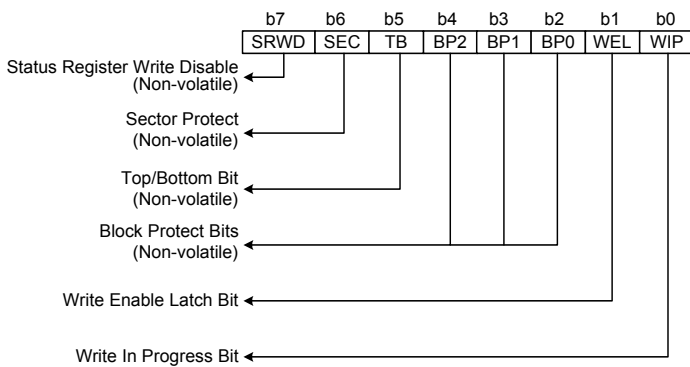 b7 b6 b5 b4 b3 b2 b1 b0
SRWD SEC TB BP2 BP1 BP0 WEL WIP
Status Register Write Disable
(Non-volatile)
Sector Protect
(Non-volatile)
Top/Bottom Bit
(Non-volatile)
Block Protect Bits
(Non-volatile)
Write Enable Latch Bit
Write In Progress Bit